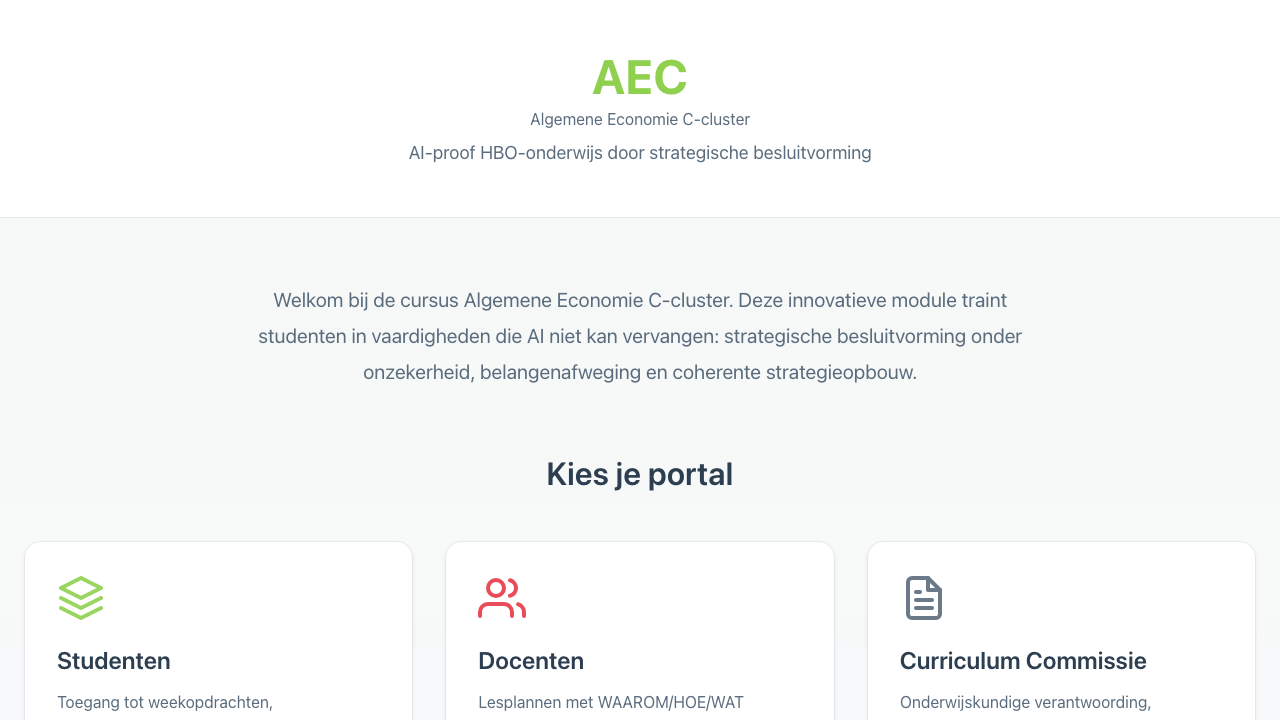 AEC
Algemene Economie C-cluster
AI-proof HBO-onderwijs door strategische besluitvorming
Welkom bij de cursus Algemene Economie C-cluster. Deze innovatieve module traint
studenten in vaardigheden die AI niet kan vervangen: strategische besluitvorming onder
onzekerheid, belangenafweging en coherente strategieopbouw.
Kies je portal
Studenten
Toegang tot weekopdrachten,
Docenten
Lesplannen met WAAROM/HOE/WAT
Curriculum Commissie
Onderwijskundige verantwoording,